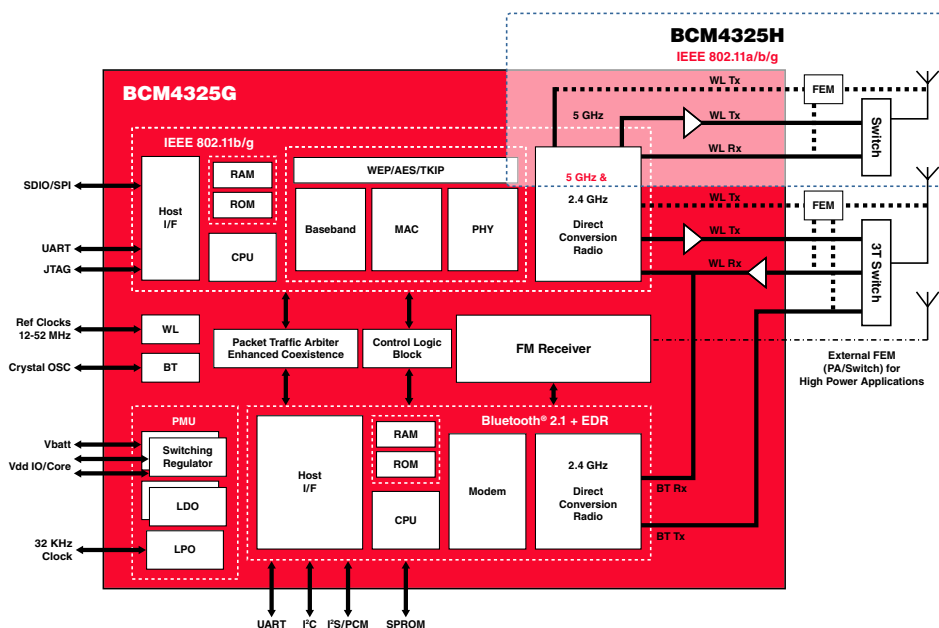 BCM4325H
IEEE 802.11a/b/g
BCM4325G
WL Tx
FEM
5 GHz
WL Tx
WL Rx
Switch
IEEE 802.11b/g
Host
I/F
RAM
ROM
CPU
WEP/AES/TKIP
Baseband
MAC
PHY
5 GHz &
2.4 GHz
Direct
Conversion
Radio
WL Tx
FEM
WL Tx
WL Rx
3T Switch
SDIO/SPI
UART
JTAG
Ref Clocks
12-52 MHz
Crystal OSC
WL
BT
Packet Traffic Arbiter
Enhanced Coexistence
Control Logic
Block
FM Receiver
External FEM
(PA/Switch) for
High Power Applications
PMU
Vbatt
Vdd IO/Core
Switching
Regulator
LDO
LPO
32 KHz
Clock
Bluetooth® 2.1 + EDR
Host
I/F
RAM
ROM
CPU
Modem
2.4 GHz
Direct
Conversion
Radio
BT Rx
BT Tx
UART
I²C
I²S/PCM
SPROM